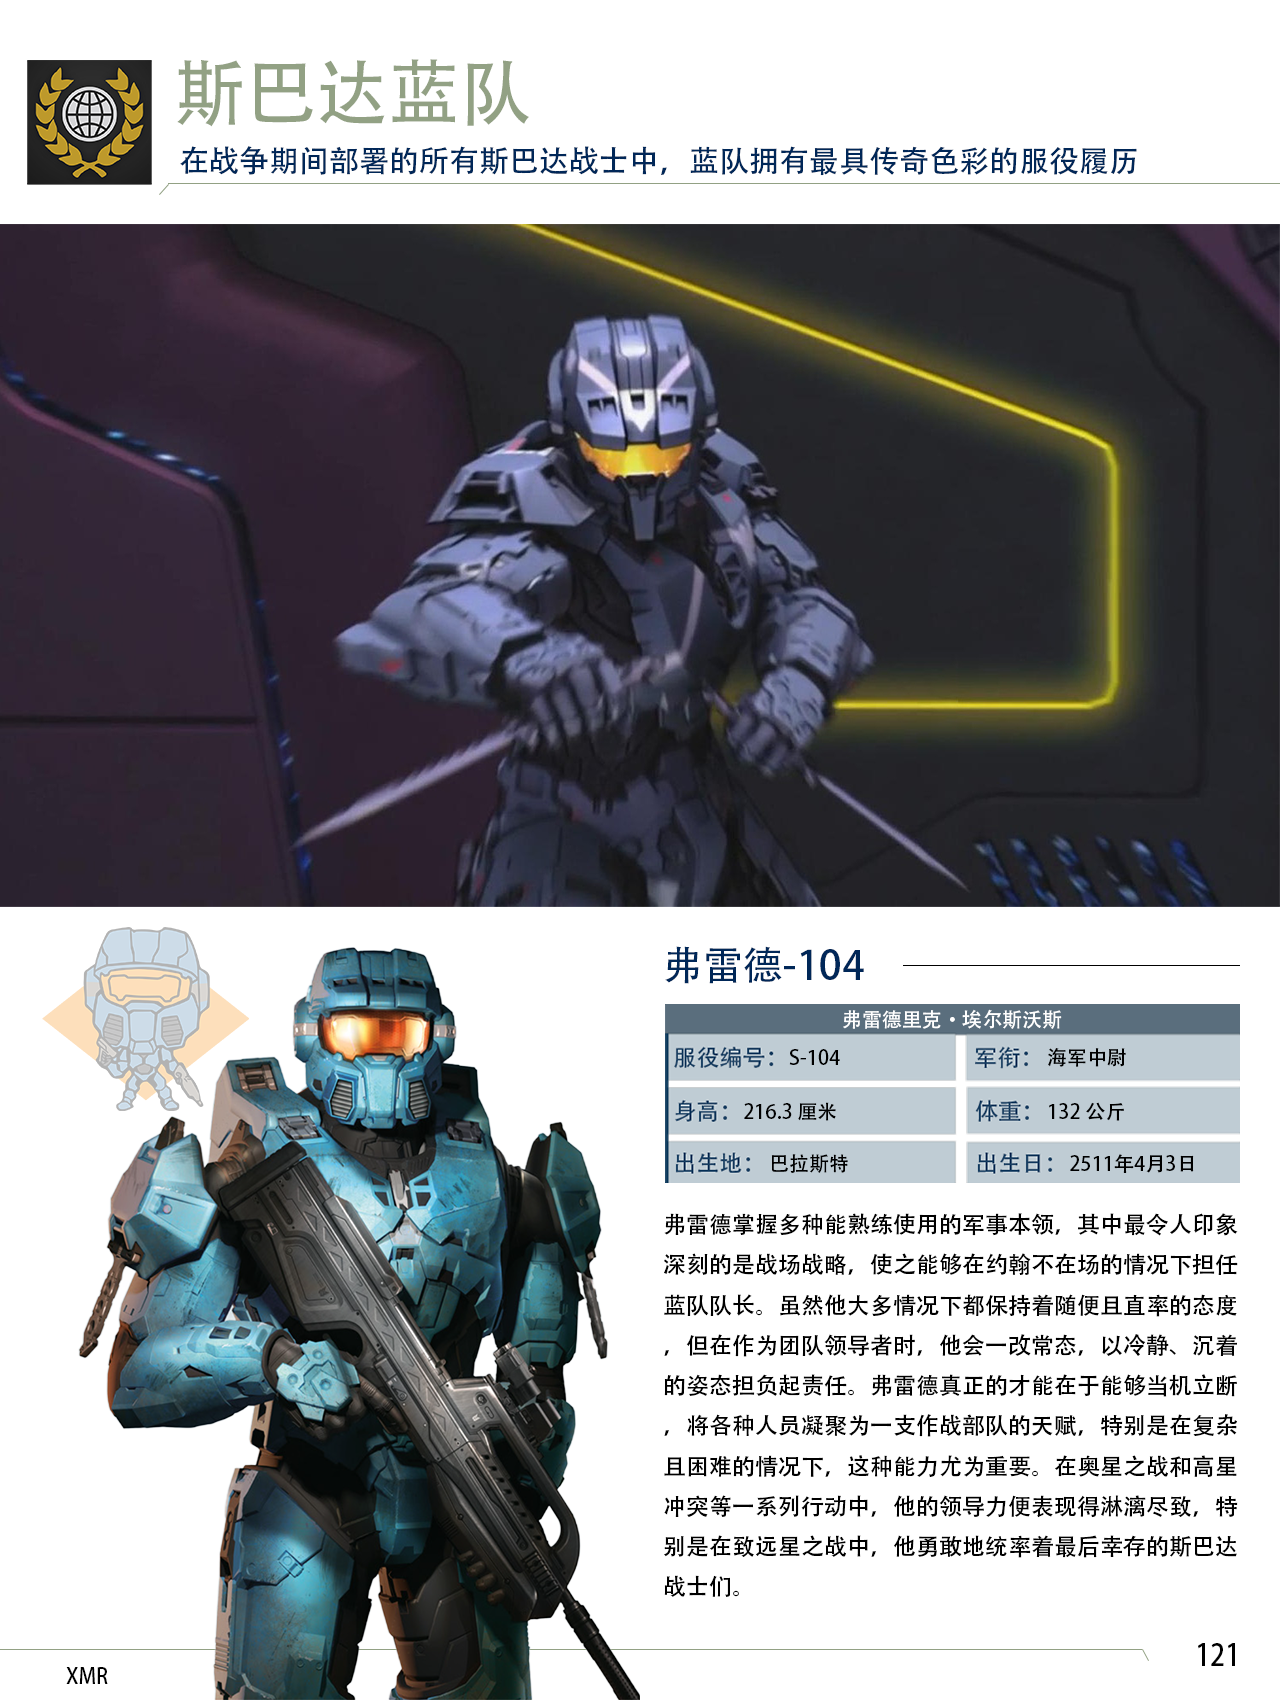 斯巴达蓝队
在战争期间部署的所有斯巴达战士中，蓝队拥有最具传奇色彩的服役履历
弗雷德-104
弗雷德里克·埃尔斯沃斯
服役编号：S-104
军衔：海军中尉
身高：216.3 厘米
体重：132 公斤
出生地：巴拉斯特
出生日：2511年4月3日
弗雷德掌握多种能熟练使用的军事本领，其中最令人印象
深刻的是战场战略，使之能够在约翰不在场的情况下担任
蓝队队长。虽然他大多情况下都保持着随便且直率的态度
，但在作为团队领导者时，他会一改常态，以冷静、沉着
的姿态担负起责任。弗雷德真正的才能在于能够当机立断
，将各种人员凝聚为一支作战部队的天赋，特别是在复杂
且困难的情况下，这种能力尤为重要。在奥星之战和高星
冲突等一系列行动中，他的领导力便表现得淋漓尽致，特
别是在致远星之战中，他勇敢地统率着最后幸存的斯巴达
战士们。
XMR
121